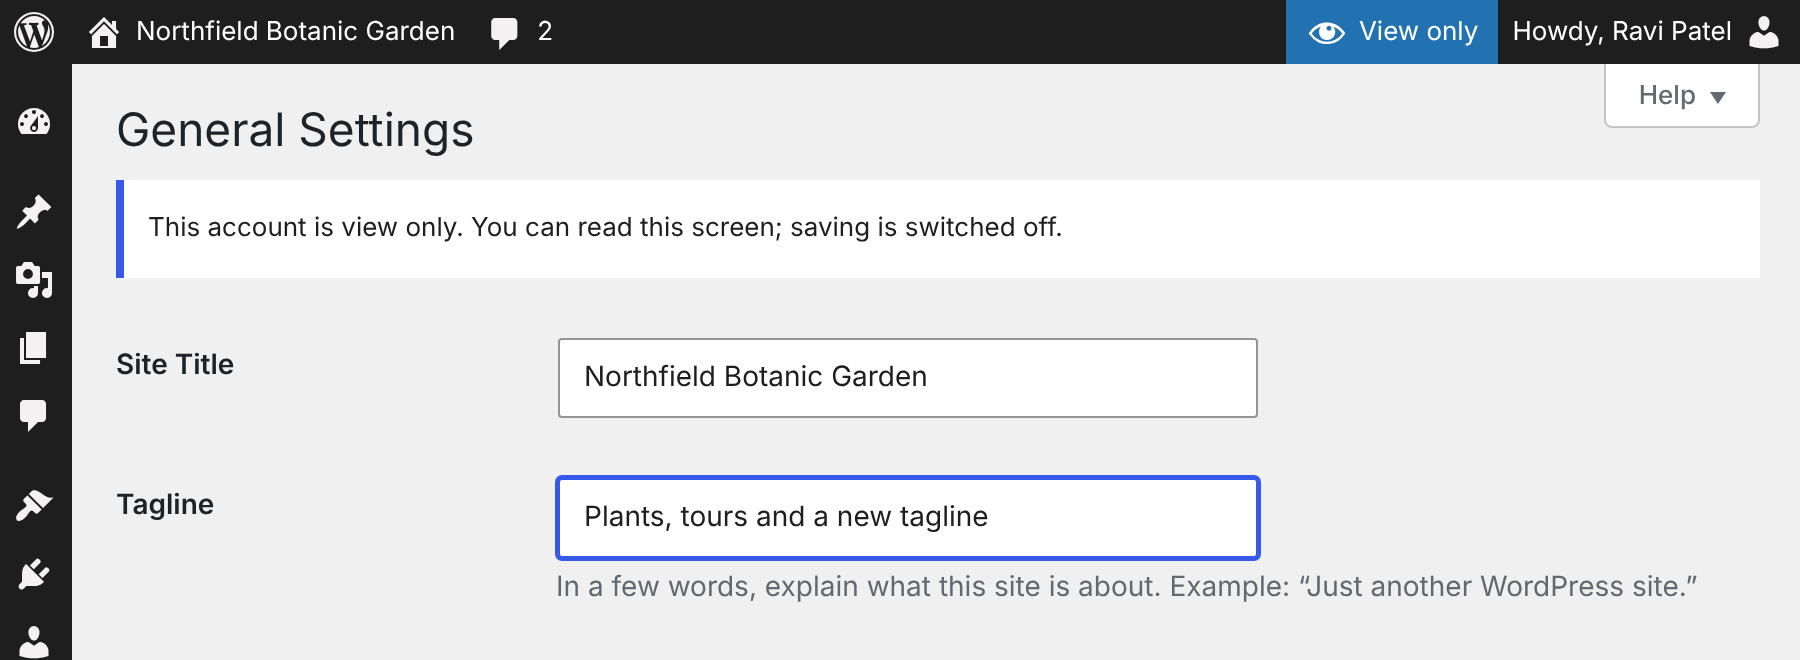 Northfield Botanic Garden 2 View only Howdy, Ravi Patel
Help
General Settings
This account is view only. You can read this screen; saving is switched off.
Site Title Northfield Botanic Garden
Tagline Plants, tours and a new tagline
In a few words, explain what this site is about. Example: “Just another WordPress site.”